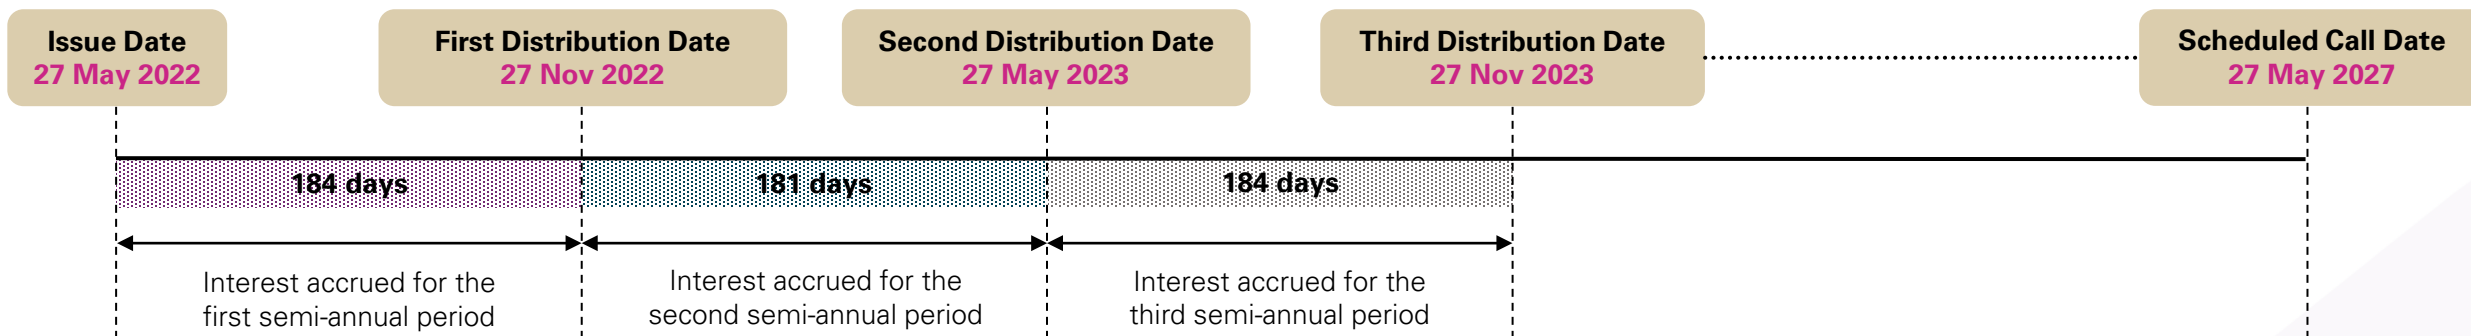 Issue Date
27 May 2022
First Distribution Date
27 Nov 2022
Second Distribution Date
27 May 2023
Third Distribution Date
27 Nov 2023
Scheduled Call Date
27 May 2027
184 days
181 days
184 days
Interest accrued for the
first semi-annual period
Interest accrued for the
second semi-annual period
Interest accrued for the
third semi-annual period